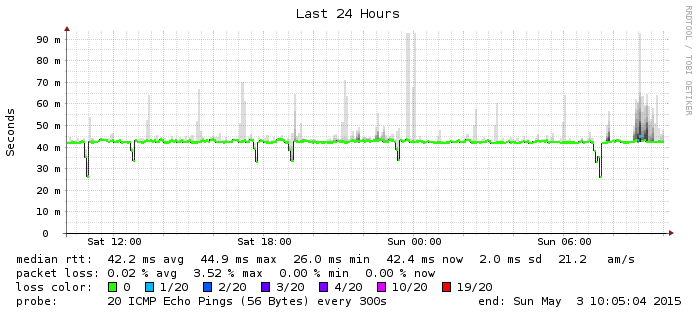 Last 24 Hours
RRDTOOL / TOBI OETIKER
Seconds
90 m
80 m
70 m
60 m
50 m
40 m
30 m
20 m
10 m
0
Sat 12:00 Sat 18:00 Sun 00:00 Sun 06:00
median rtt: 42.2 ms avg 44.9 ms max 26.0 ms min 42.4 ms now 2.0 ms sd 21.2 am/s
packet loss: 0.02 % avg 3.52 % max 0.00 % min 0.00 % now
loss color: 0 1/20 2/20 3/20 4/20 10/20 19/20
probe: 20 ICMP Echo Pings (56 Bytes) every 300s end: Sun May 3 10:05:04 2015